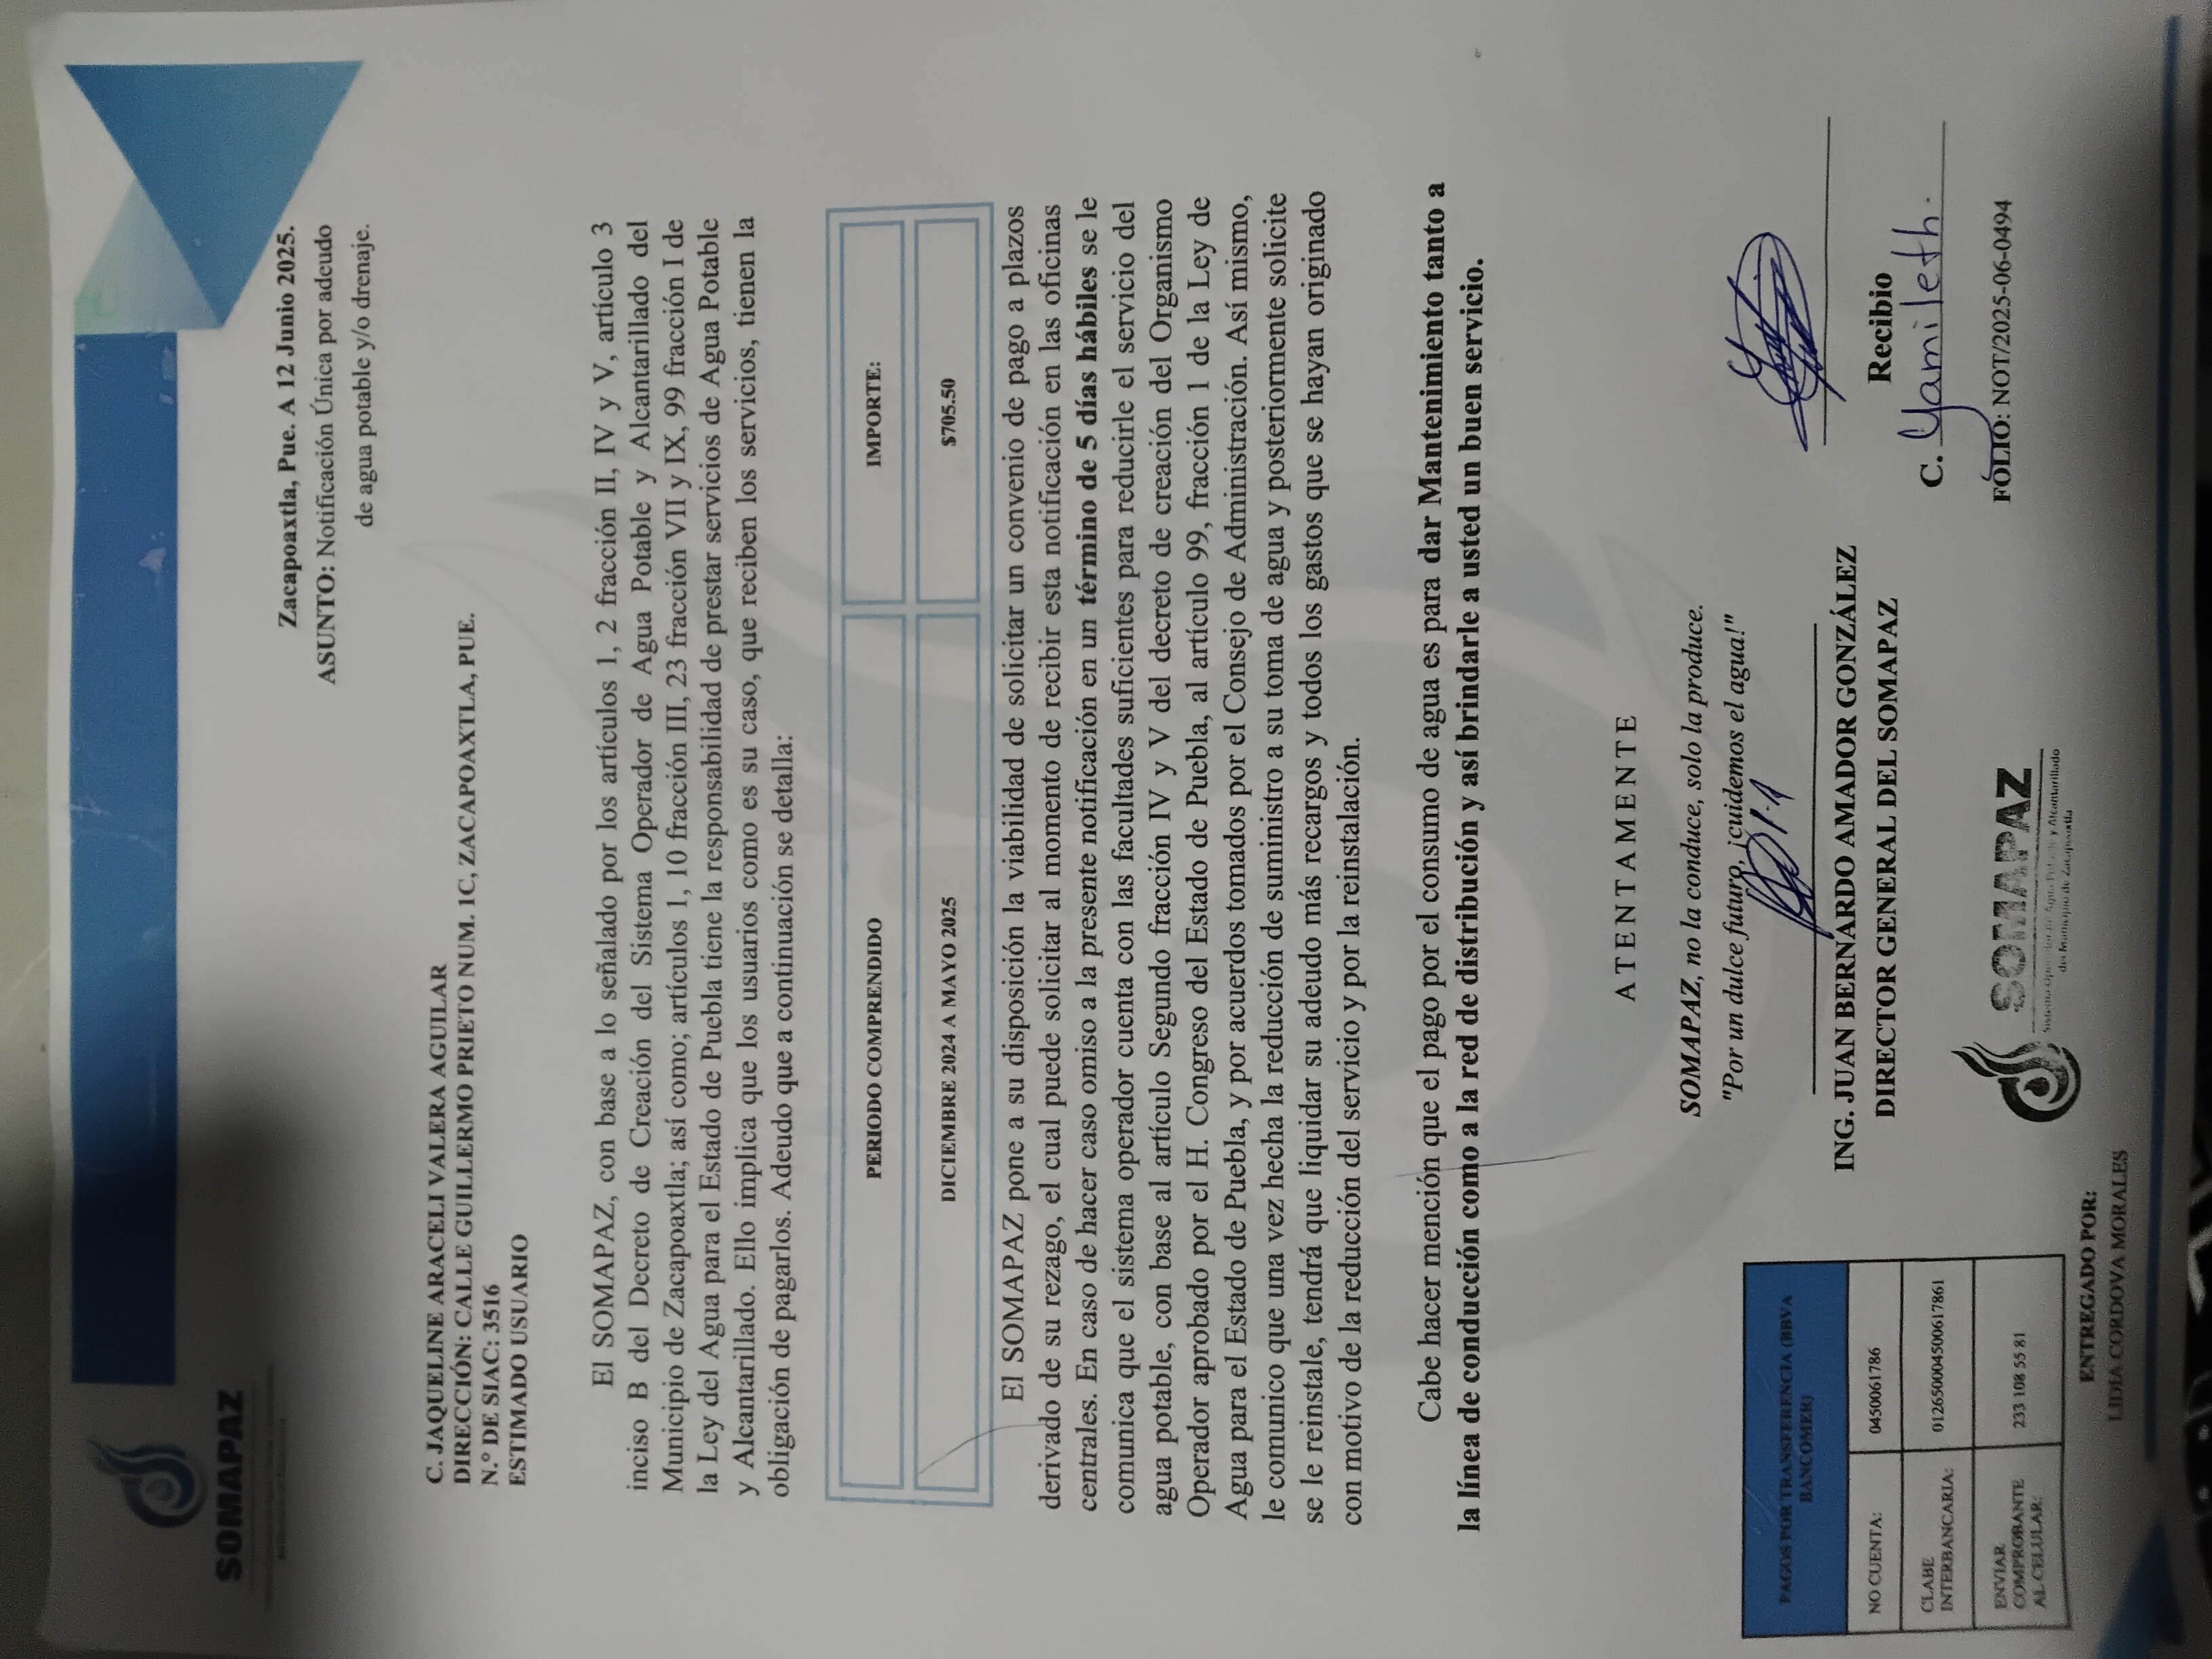 SOMAPAZ
Zacapoaxtla, Pue. A 12 Junio 2025.
ASUNTO: Notificación Única por adeudo
de agua potable y/o drenaje.
C. JAQUELINE ARACELI VALERA AGUILAR
DIRECCIÓN: CALLE GUILLERMO PRIETO NUM. 1C, ZACAPOAXTLA, PUE.
N.º DE SIAC: 3516
ESTIMADO USUARIO
El SOMAPAZ, con base a lo señalado por los artículos 1, 2 fracción II, IV y V, artículo 3
inciso B del Decreto de Creación del Sistema Operador de Agua Potable y Alcantarillado del
Municipio de Zacapoaxtla; así como; artículos 1, 10 fracción III, 23 fracción VII y IX, 99 fracción I de
la Ley del Agua para el Estado de Puebla tiene la responsabilidad de prestar servicios de Agua Potable
y Alcantarillado. Ello implica que los usuarios como es su caso, que reciben los servicios, tienen la
obligación de pagarlos. Adeudo que a continuación se detalla:
PERIODO COMPRENDIDO IMPORTE:
DICIEMBRE 2024 A MAYO 2025 $705.50
El SOMAPAZ pone a su disposición la viabilidad de solicitar un convenio de pago a plazos
derivado de su rezago, el cual puede solicitar al momento de recibir esta notificación en las oficinas
centrales. En caso de hacer caso omiso a la presente notificación en un término de 5 días hábiles se le
comunica que el sistema operador cuenta con las facultades suficientes para reducirle el servicio del
agua potable, con base al artículo Segundo fracción IV y V del decreto de creación del Organismo
Operador aprobado por el H. Congreso del Estado de Puebla, al artículo 99, fracción 1 de la Ley de
Agua para el Estado de Puebla, y por acuerdos tomados por el Consejo de Administración. Así mismo,
le comunico que una vez hecha la reducción de suministro a su toma de agua y posteriormente solicite
se le reinstale, tendrá que liquidar su adeudo más recargos y todos los gastos que se hayan originado
con motivo de la reducción del servicio y por la reinstalación.
Cabe hacer mención que el pago por el consumo de agua es para dar Mantenimiento tanto a
la línea de conducción como a la red de distribución y así brindarle a usted un buen servicio.
ATENTAMENTE
SOMAPAZ, no la conduce, solo la produce.
"Por un dulce futuro, ¡cuidemos el agua!"
ING. JUAN BERNARDO AMADOR GONZÁLEZ
DIRECTOR GENERAL DEL SOMAPAZ
Recibio
C. Yamileth.
FOLIO: NOT/2025-06-0494
PAGOS POR TRANSFERENCIA (BBVA
BANCOMER)
NO CUENTA: 0450061786
CLABE
INTERBANCARIA: 012650004500617861
ENVIAR
COMPROBANTE
AL CELULAR: 233 108 55 81
SOMAPAZ
Sistema Operador de Agua Potable y Alcantarillado
del Municipio de Zacapoaxtla
ENTREGADO POR:
LIDIA CORDOVA MORALES